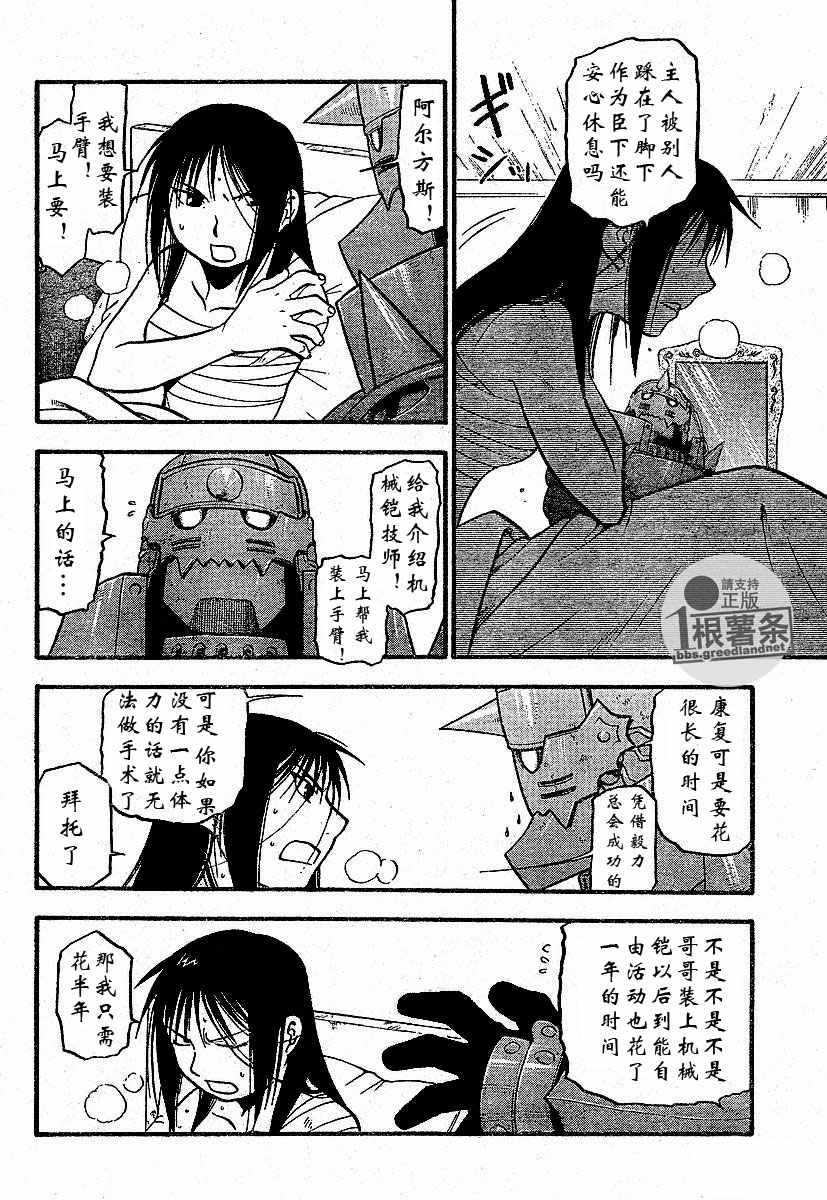 主人被别人
踩在了脚下
作为臣下还能
安心休息吗
阿尔方斯！
我想要装
手臂！
马上要！
给我介绍机
械铠技师！
马上帮我
装上手臂！
马上的话…
康复可是要花
很长的时间
凭借毅力
总会成功的
可是你如果
没有一点体
力的话就无
法做手术了
拜托了
不是不是不是
哥哥装上机械
铠以后到能自
由活动也花了
一年的时间
那我只需
花半年
請支持
正版
1根薯条
bbs.greedland.net